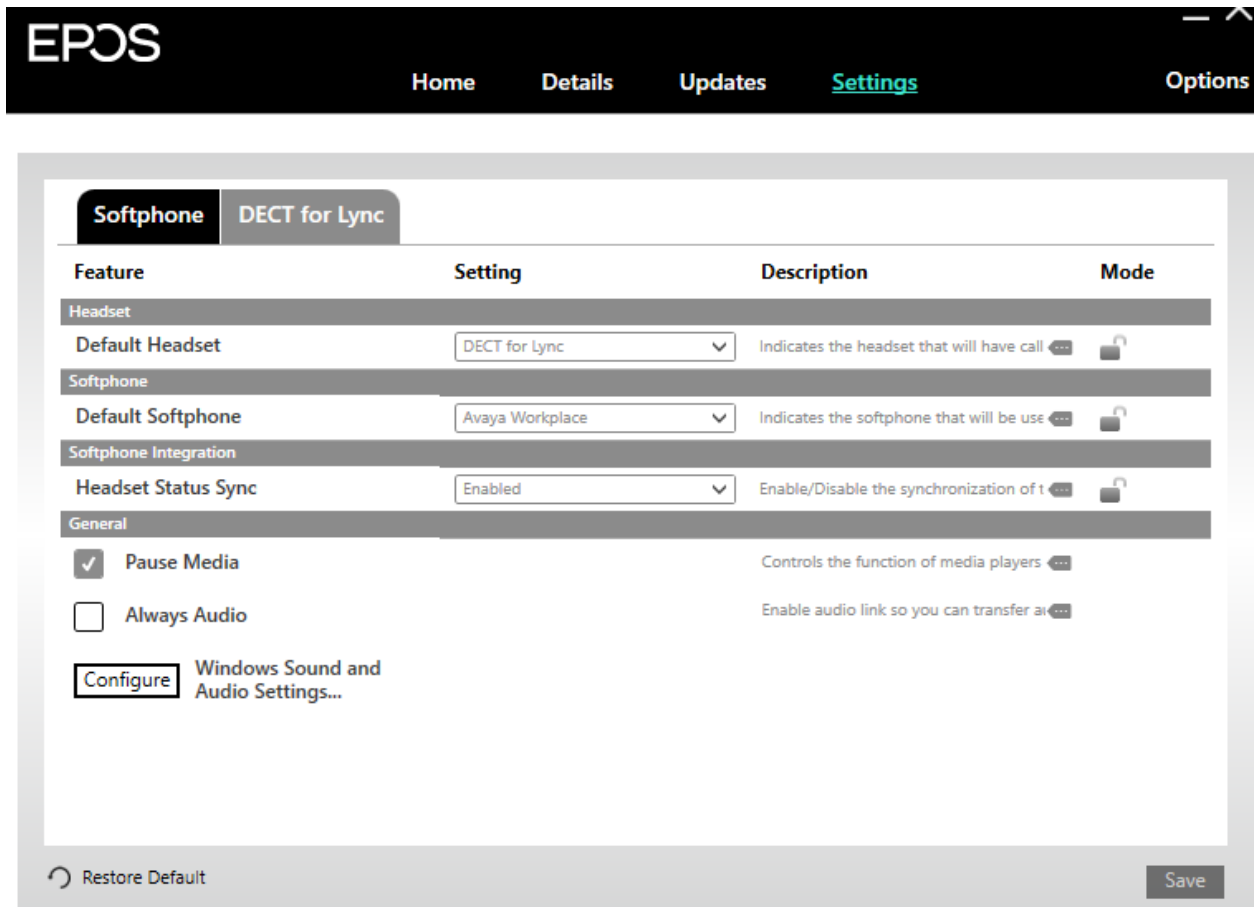 EPOS
Home Details Updates Settings Options
Softphone DECT for Lync
Feature Setting Description Mode
Headset
Default Headset DECT for Lync Indicates the headset that will have call
Softphone
Default Softphone Avaya Workplace Indicates the softphone that will be use
Softphone Integration
Headset Status Sync Enabled Enable/Disable the synchronization of t
General
Pause Media Controls the function of media players
Always Audio Enable audio link so you can transfer au
Configure Windows Sound and
Audio Settings...
Restore Default Save